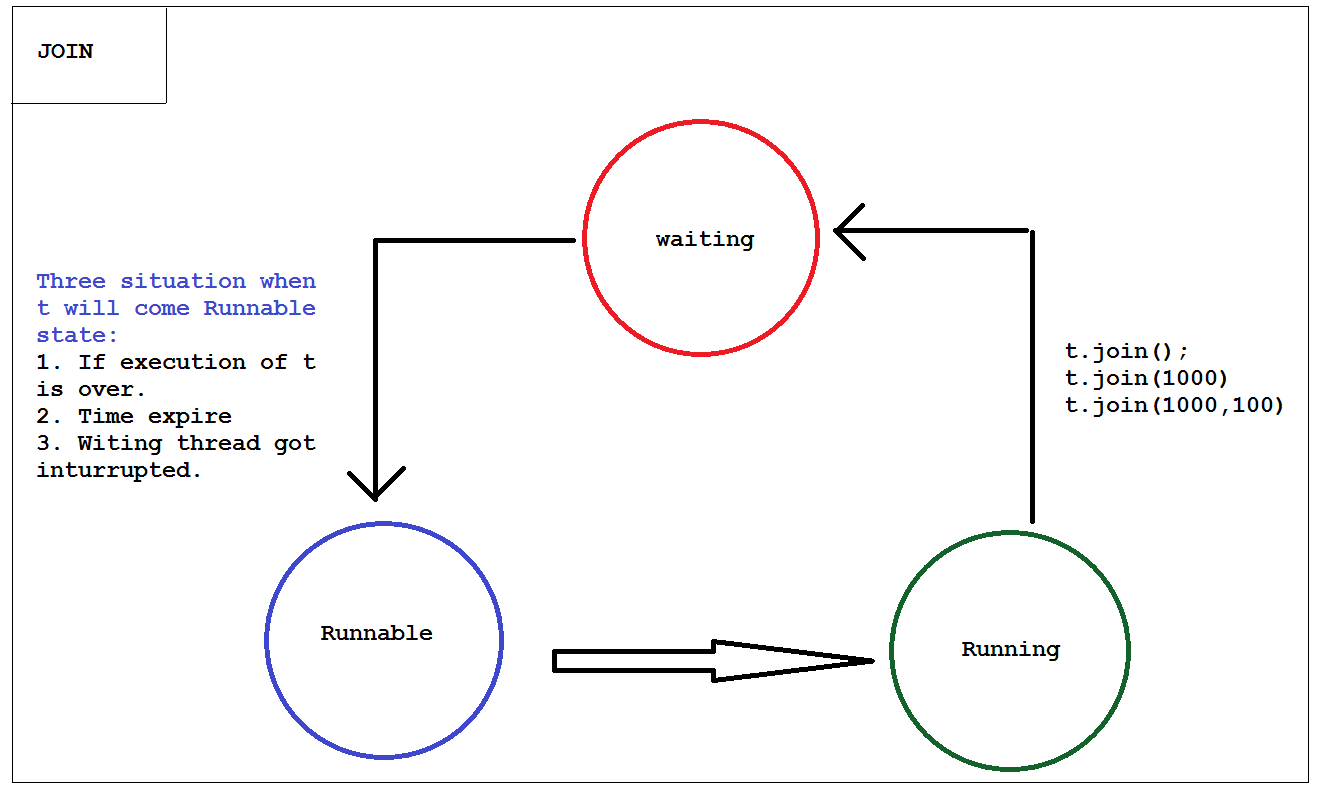 JOIN
waiting
Three situation when
t will come Runnable
state:
1. If execution of t
is over.
2. Time expire
3. Witing thread got
inturrupted.
t.join();
t.join(1000)
t.join(1000,100)
Runnable
Running